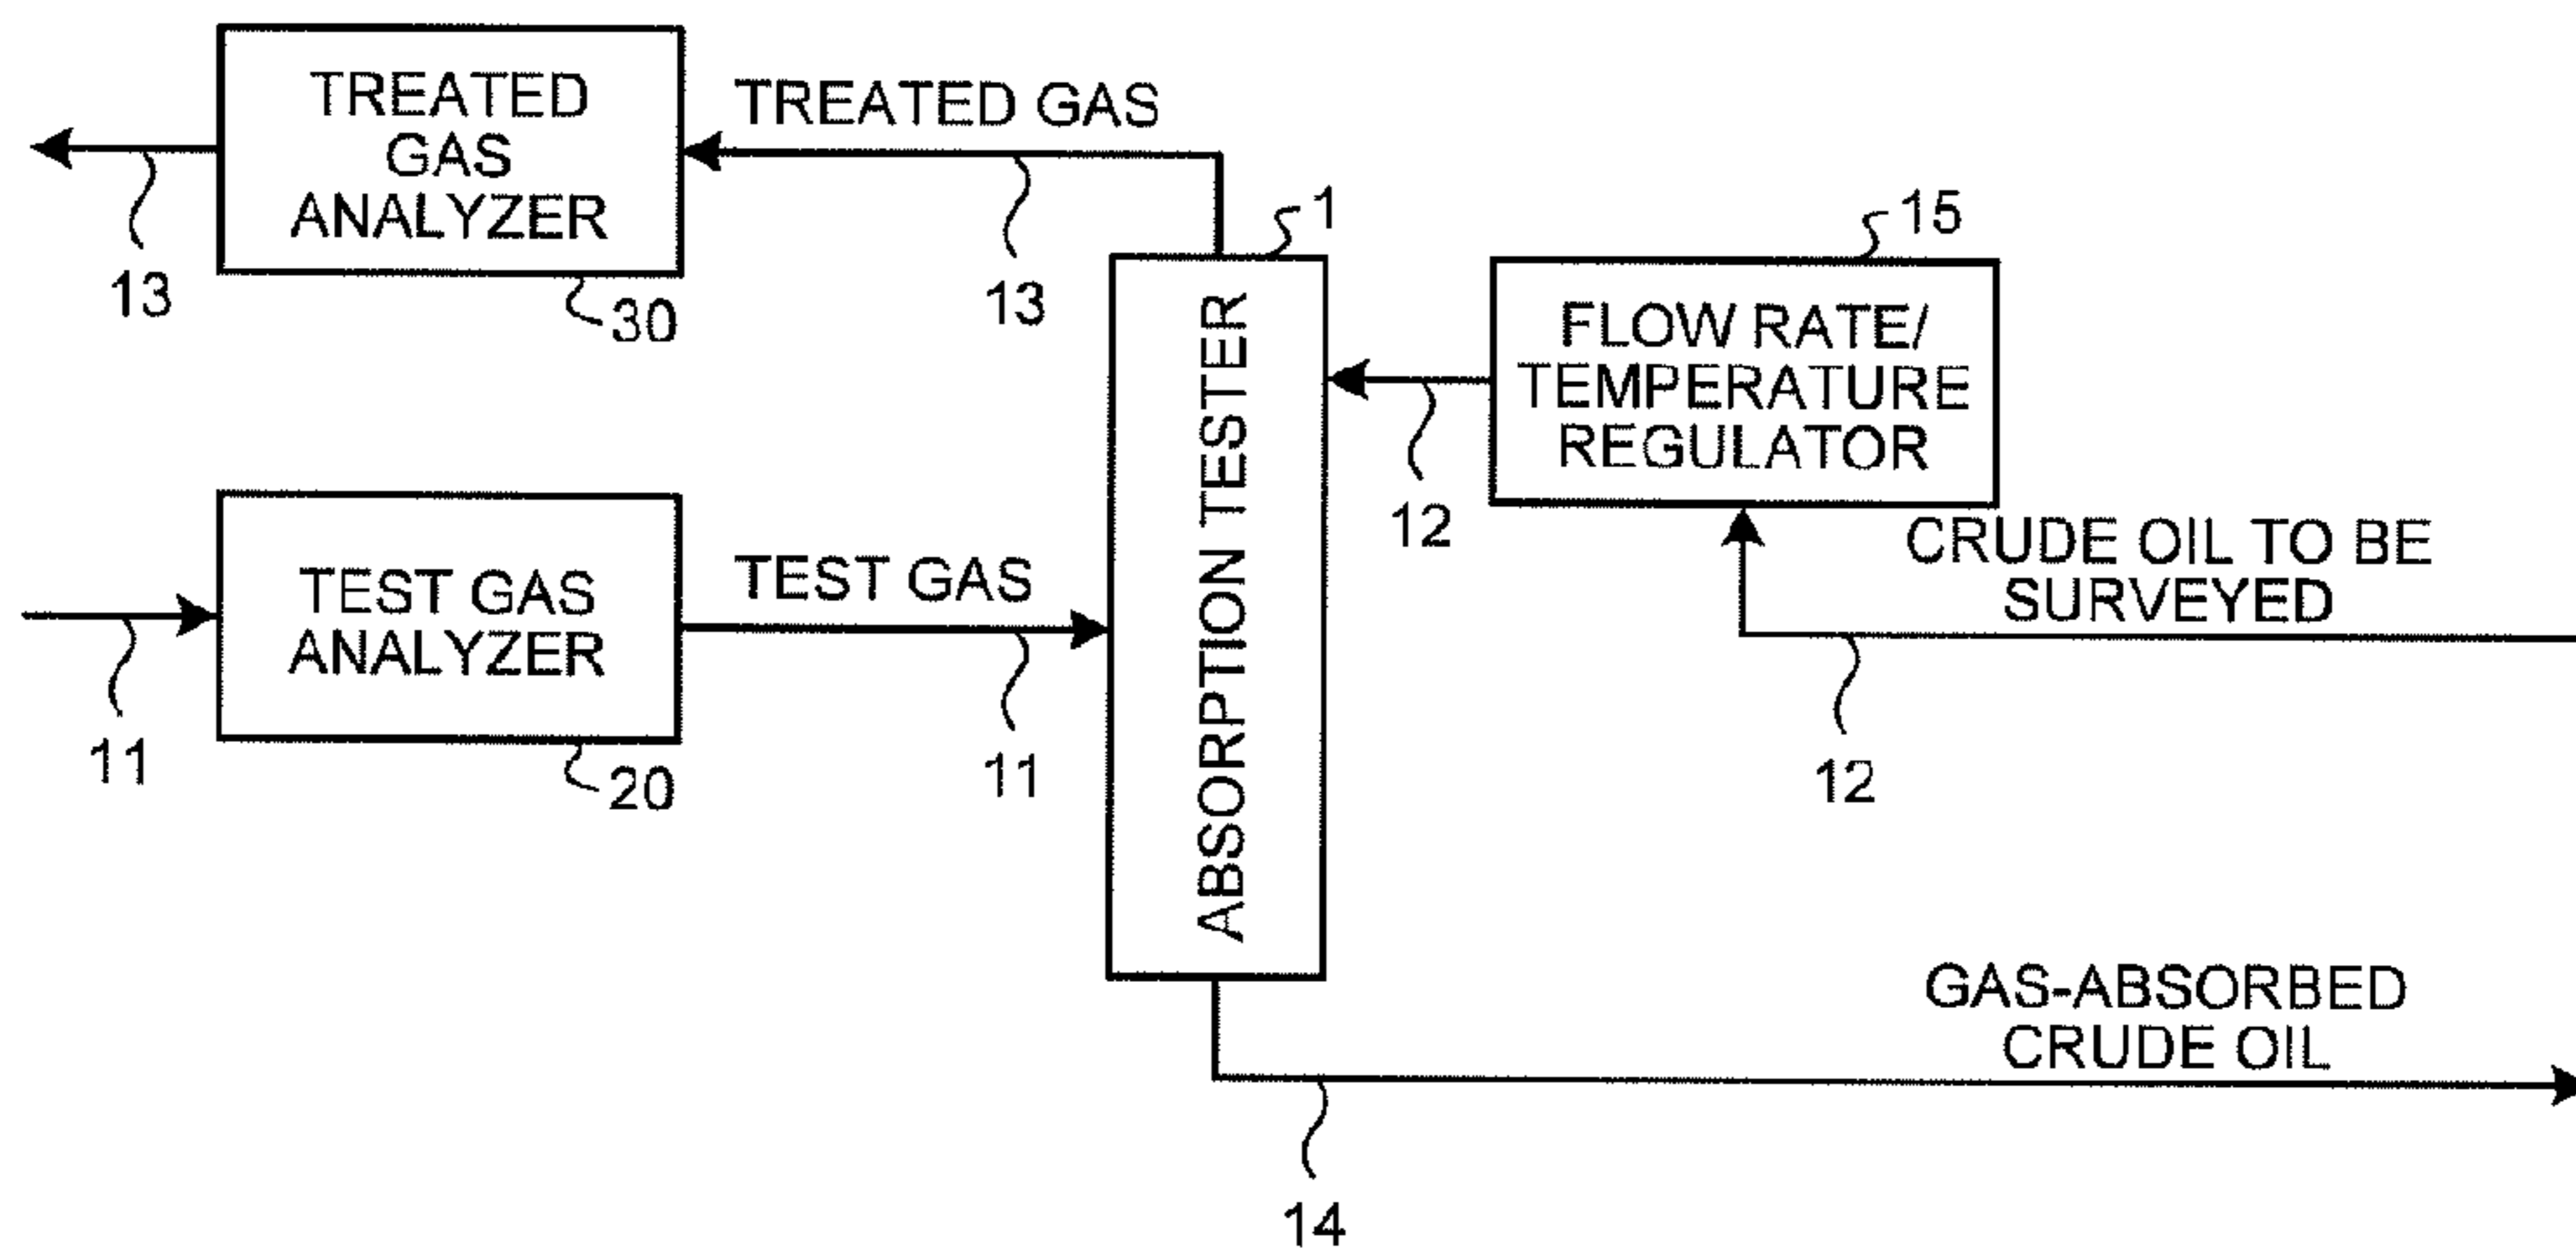 TREATED
GAS
ANALYZER
TREATED GAS
13
30
13
1
15
FLOW RATE/
TEMPERATURE
REGULATOR
12
ABSORPTION TESTER
TEST GAS
ANALYZER
TEST GAS
11
20
11
CRUDE OIL TO BE
SURVEYED
12
GAS-ABSORBED
CRUDE OIL
14